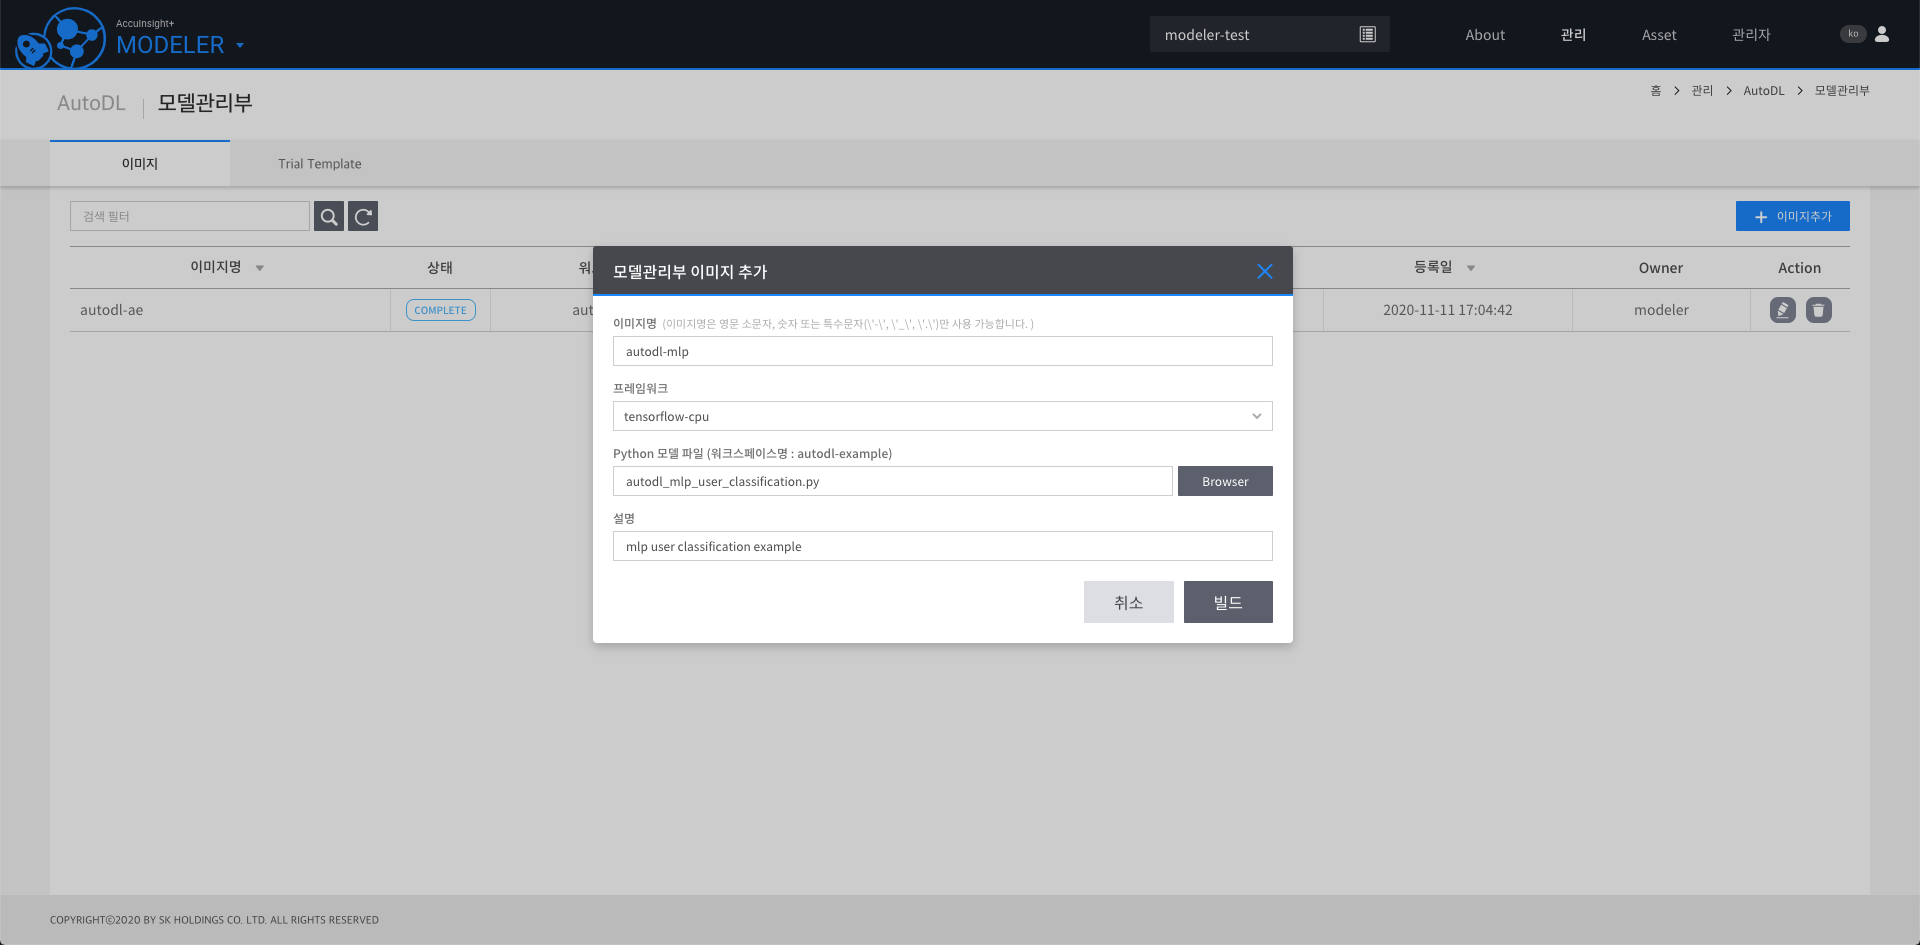 AccuInsight+
MODELER
modeler-test
About
관리
Asset
관리자
ko
AutoDL
모델관리부
홈 > 관리 > AutoDL > 모델관리부
이미지
Trial Template
검색 필터
+ 이미지추가
이미지명
상태
등록일
Owner
Action
autodl-ae
COMPLETE
2020-11-11 17:04:42
modeler
모델관리부 이미지 추가
이미지명 (이미지명은 영문 소문자, 숫자 또는 특수문자(\'-\', \'_\', \'.\')만 사용 가능합니다. )
autodl-mlp
프레임워크
tensorflow-cpu
Python 모델 파일 (워크스페이스명 : autodl-example)
autodl_mlp_user_classification.py
Browser
설명
mlp user classification example
취소
빌드
COPYRIGHT©2020 BY SK HOLDINGS CO. LTD. ALL RIGHTS RESERVED